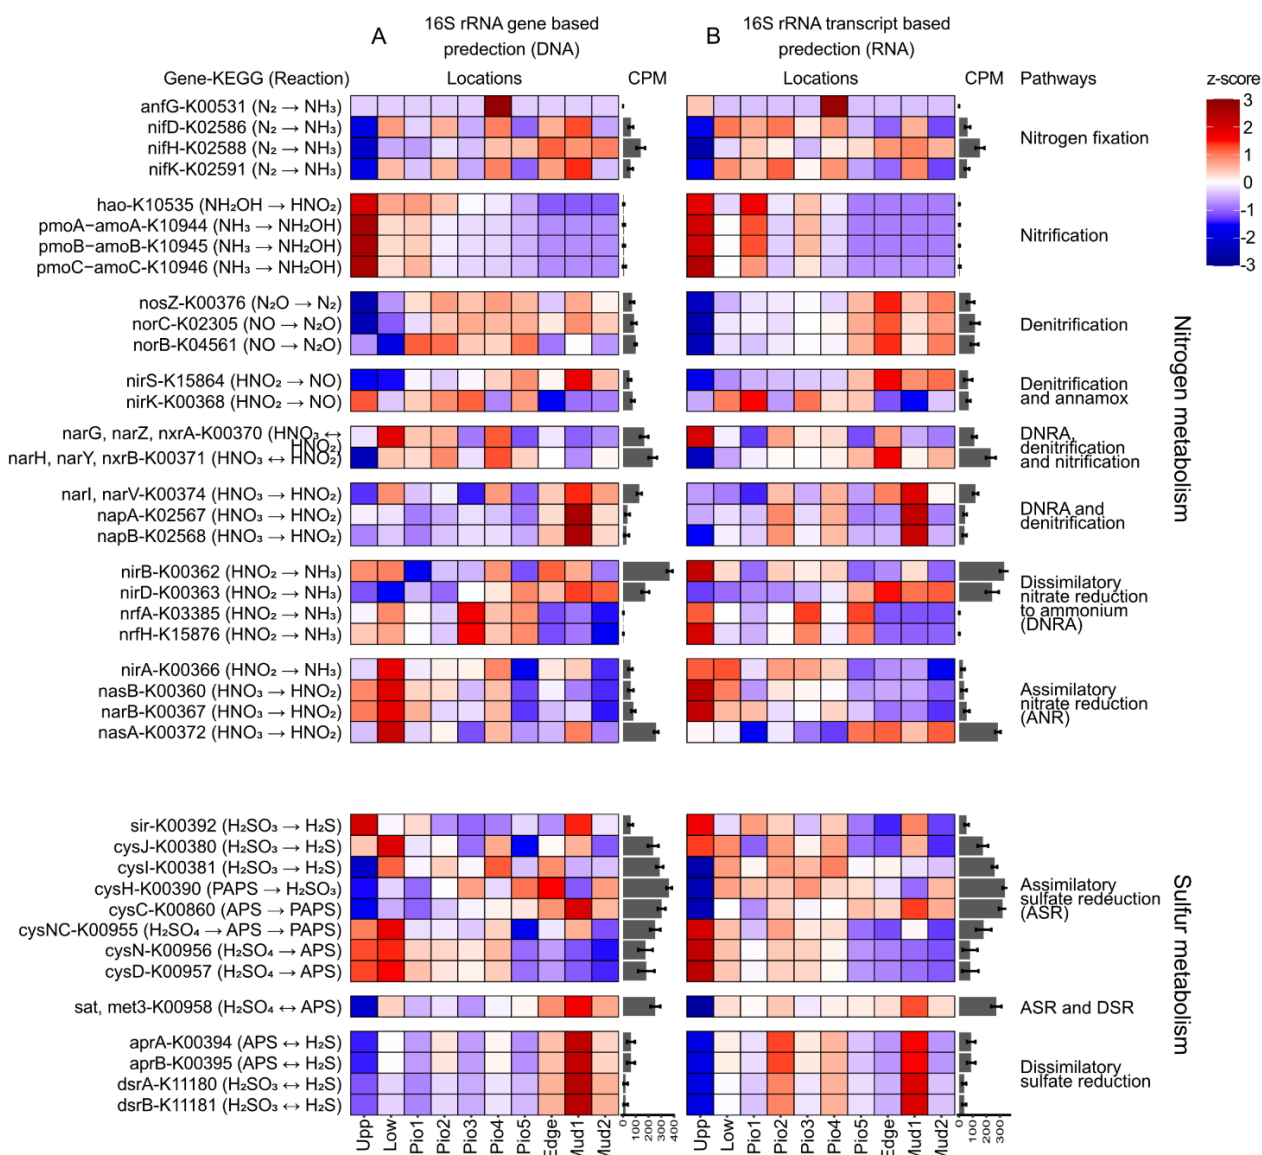 A
16S rRNA gene based
predection (DNA)
B
16S rRNA transcript based
predection (RNA)
Gene-KEGG (Reaction)
Locations
CPM
Locations
CPM
Pathways
z-score
anfG-K00531 (N₂ → NH₃)
nifD-K02586 (N₂ → NH₃)
nifH-K02588 (N₂ → NH₃)
nifK-K02591 (N₂ → NH₃)
Nitrogen fixation
3
2
1
0
-1
-2
-3
hao-K10535 (NH₂OH → HNO₂)
pmoA−amoA-K10944 (NH₃ → NH₂OH)
pmoB−amoB-K10945 (NH₃ → NH₂OH)
pmoC−amoC-K10946 (NH₃ → NH₂OH)
Nitrification
nosZ-K00376 (N₂O → N₂)
norC-K02305 (NO → N₂O)
norB-K04561 (NO → N₂O)
Denitrification
nirS-K15864 (HNO₂ → NO)
nirK-K00368 (HNO₂ → NO)
Denitrification
and annamox
narG, narZ, nxrA-K00370 (HNO₃ ↔
HNO₂)
narH, narY, nxrB-K00371 (HNO₃ ↔ HNO₂)
DNRA,
denitrification
and nitrification
narI, narV-K00374 (HNO₃ → HNO₂)
napA-K02567 (HNO₃ → HNO₂)
napB-K02568 (HNO₃ → HNO₂)
DNRA and
denitrification
nirB-K00362 (HNO₂ → NH₃)
nirD-K00363 (HNO₂ → NH₃)
nrfA-K03385 (HNO₂ → NH₃)
nrfH-K15876 (HNO₂ → NH₃)
Dissimilatory
nitrate reduction
to ammonium
(DNRA)
nirA-K00366 (HNO₂ → NH₃)
nasB-K00360 (HNO₃ → HNO₂)
narB-K00367 (HNO₃ → HNO₂)
nasA-K00372 (HNO₃ → HNO₂)
Assimilatory
nitrate reduction
(ANR)
Nitrogen metabolism
sir-K00392 (H₂SO₃ → H₂S)
cysJ-K00380 (H₂SO₃ → H₂S)
cysI-K00381 (H₂SO₃ → H₂S)
cysH-K00390 (PAPS → H₂SO₃)
cysC-K00860 (APS → PAPS)
cysNC-K00955 (H₂SO₄ → APS → PAPS)
cysN-K00956 (H₂SO₄ → APS)
cysD-K00957 (H₂SO₄ → APS)
Assimilatory
sulfate redeuction
(ASR)
sat, met3-K00958 (H₂SO₄ ↔ APS)
ASR and DSR
aprA-K00394 (APS ↔ H₂S)
aprB-K00395 (APS ↔ H₂S)
dsrA-K11180 (H₂SO₃ ↔ H₂S)
dsrB-K11181 (H₂SO₃ ↔ H₂S)
Dissimilatory
sulfate reduction
Sulfur metabolism
Upp
Low
Pio1
Pio2
Pio3
Pio4
Pio5
Edge
Mud1
Mud2
0
100
200
300
400
Upp
Low
Pio1
Pio2
Pio3
Pio4
Pio5
Edge
Mud1
Mud2
0
100
200
300